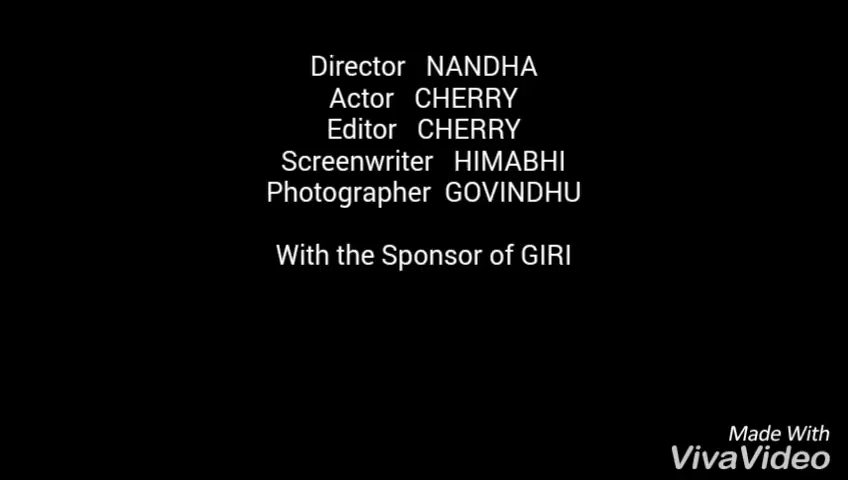 Director NANDHA
Actor CHERRY
Editor CHERRY
Screenwriter HIMABHI
Photographer GOVINDHU
With the Sponsor of GIRI
Made With
VivaVideo